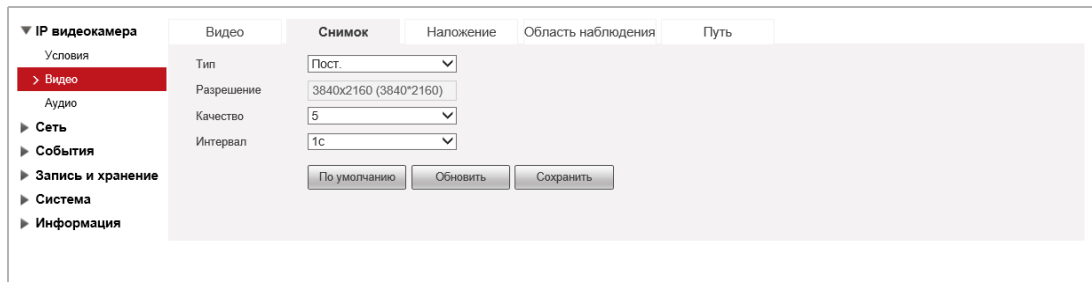 IP видеокамера
Условия
Видео
Аудио
Сеть
События
Запись и хранение
Система
Информация
Видео Снимок Наложение Область наблюдения Путь
Тип Пост.
Разрешение 3840x2160 (3840*2160)
Качество 5
Интервал 1с
По умолчанию Обновить Сохранить